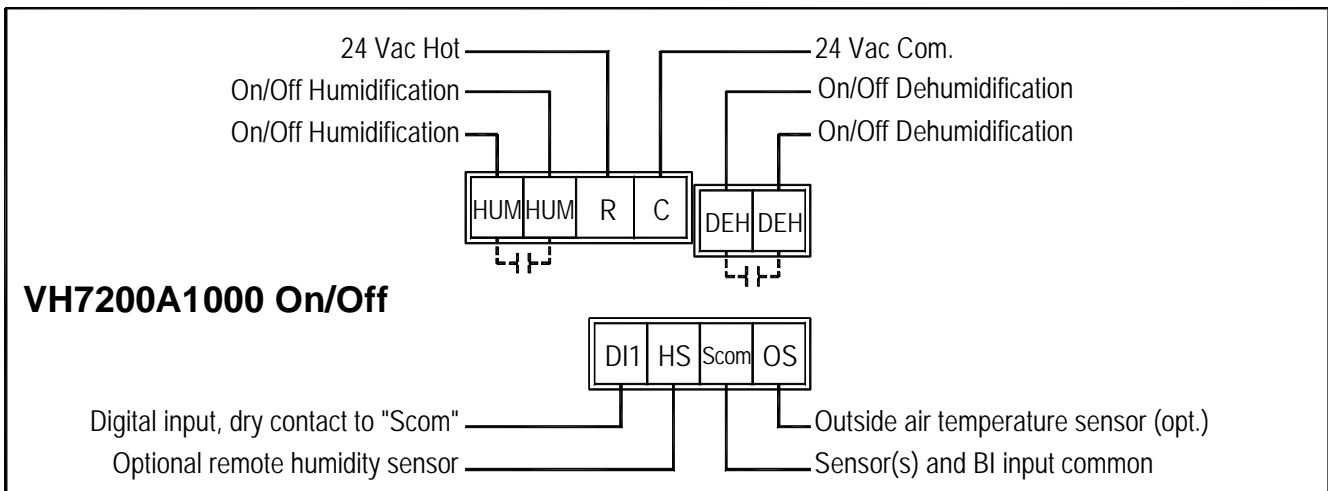 24 Vac Hot
24 Vac Com.
On/Off Humidification
On/Off Dehumidification
On/Off Humidification
On/Off Dehumidification
HUM HUM R C
DEH DEH
VH7200A1000 On/Off
DI1 HS Scom OS
Digital input, dry contact to "Scom"
Outside air temperature sensor (opt.)
Optional remote humidity sensor
Sensor(s) and BI input common